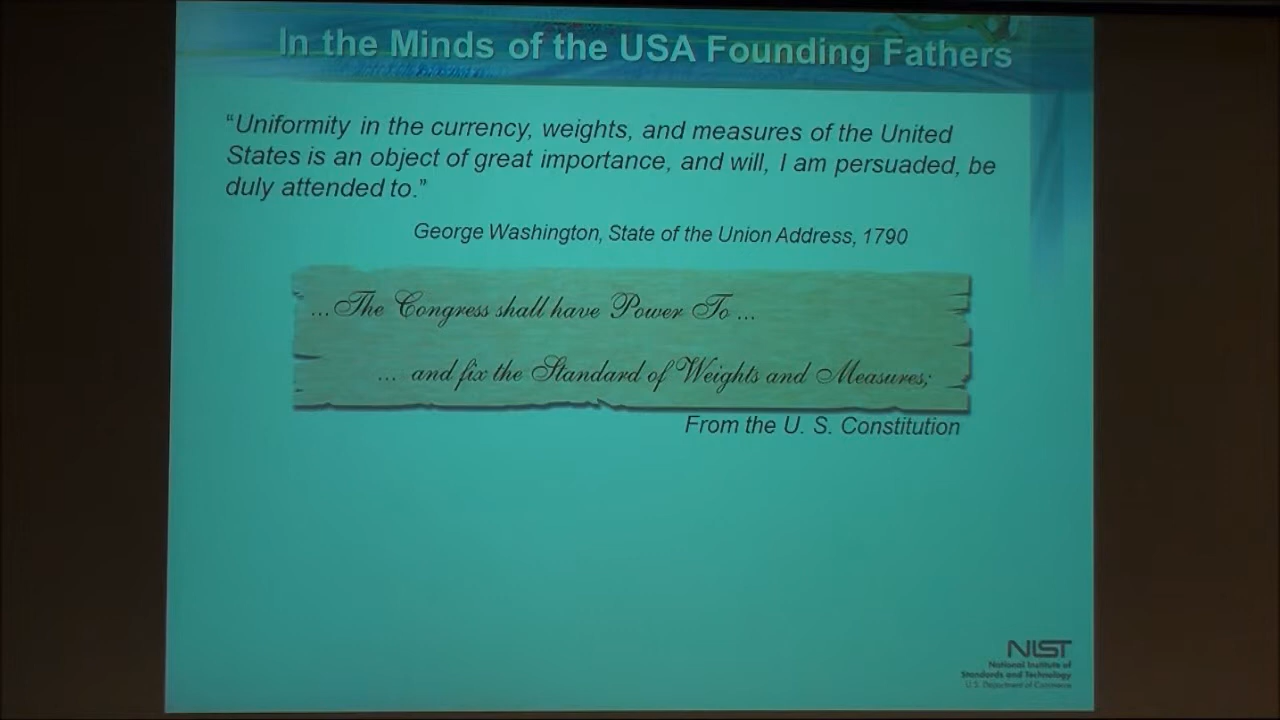 In the Minds of the USA Founding Fathers
“Uniformity in the currency, weights, and measures of the United
States is an object of great importance, and will, I am persuaded, be
duly attended to.”
George Washington, State of the Union Address, 1790
...The Congress shall have Power To ...
... and fix the Standard of Weights and Measures;
From the U. S. Constitution
NIST
National Institute of
Standards and Technology
U.S. Department of Commerce